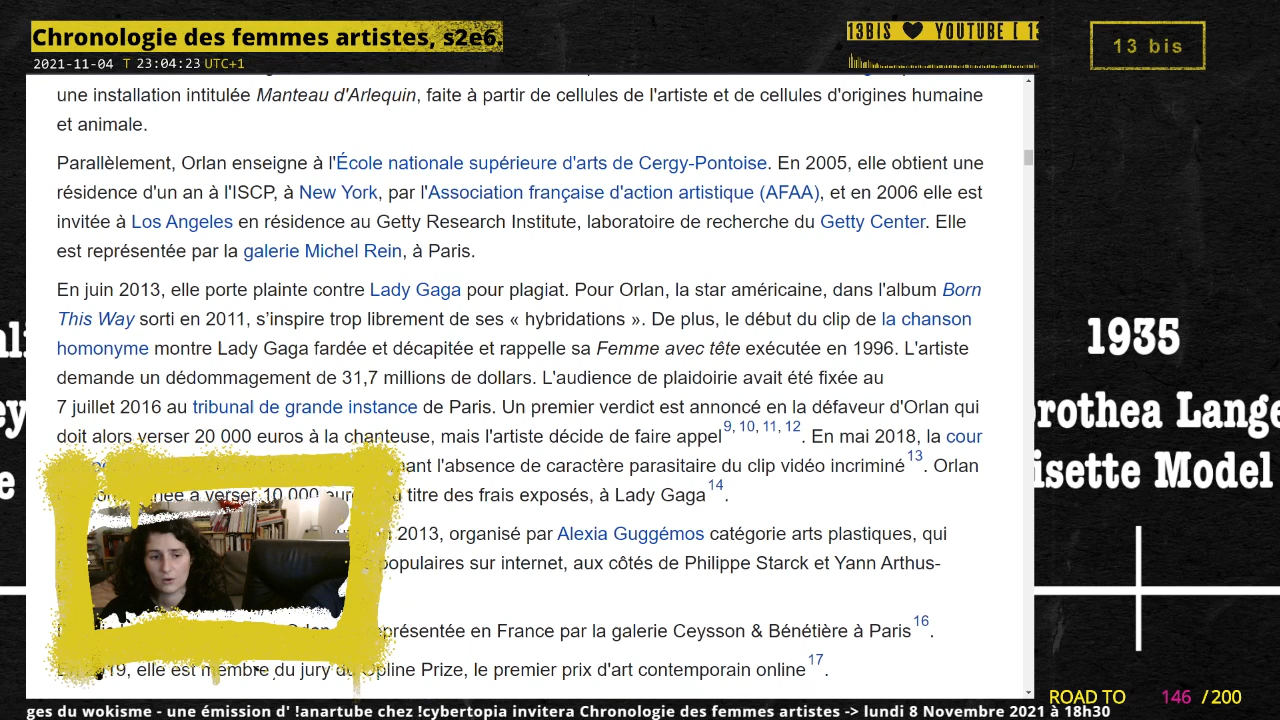 Chronologie des femmes artistes, s2e6
2021-11-04 T 23:04:23 UTC+1
13BIS ♥ YOUTUBE [ 1
13 bis
une installation intitulée Manteau d'Arlequin, faite à partir de cellules de l'artiste et de cellules d'origines humaine
et animale.
Parallèlement, Orlan enseigne à l'École nationale supérieure d'arts de Cergy-Pontoise. En 2005, elle obtient une
résidence d'un an à l'ISCP, à New York, par l'Association française d'action artistique (AFAA), et en 2006 elle est
invitée à Los Angeles en résidence au Getty Research Institute, laboratoire de recherche du Getty Center. Elle
est représentée par la galerie Michel Rein, à Paris.
En juin 2013, elle porte plainte contre Lady Gaga pour plagiat. Pour Orlan, la star américaine, dans l'album Born
This Way sorti en 2011, s'inspire trop librement de ses « hybridations ». De plus, le début du clip de la chanson
homonyme montre Lady Gaga fardée et décapitée et rappelle sa Femme avec tête exécutée en 1996. L'artiste
demande un dédommagement de 31,7 millions de dollars. L'audience de plaidoirie avait été fixée au
7 juillet 2016 au tribunal de grande instance de Paris. Un premier verdict est annoncé en la défaveur d'Orlan qui
doit alors verser 20 000 euros à la chanteuse, mais l'artiste décide de faire appel9, 10, 11, 12. En mai 2018, la cour
l'absence de caractère parasitaire du clip vidéo incriminé13. Orlan
à verser 10 000 titre des frais exposés, à Lady Gaga14.
2013, organisé par Alexia Guggémos catégorie arts plastiques, qui
populaires sur internet, aux côtés de Philippe Starck et Yann Arthus-
représentée en France par la galerie Ceysson & Bénétière à Paris16.
elle est membre du jury du Opline Prize, le premier prix d'art contemporain online17.
1935
rothea Lange
isette Model
ROAD TO 146 / 200
ges du wokisme - une émission d' !anartube chez !cybertopia invitera Chronologie des femmes artistes -> lundi 8 Novembre 2021 à 18h30